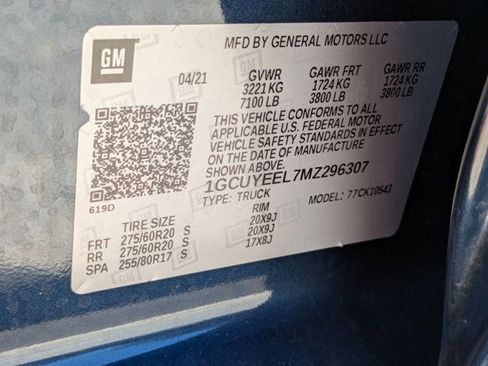 GM
MFD BY GENERAL MOTORS LLC
04/21 GVWR GAWR FRT GAWR RR
3221 KG 1724 KG 1724 KG
7100 LB 3800 LB 3800 LB
THIS VEHICLE CONFORMS TO ALL
APPLICABLE U.S. FEDERAL MOTOR
VEHICLE SAFETY STANDARDS IN EFFECT
ON THE DATE OF MANUFACTURE
SHOWN ABOVE.
1GCUYEEL7MZ296307
619D
TYPE: TRUCK MODEL: 77CK10543
TIRE SIZE RIM
FRT 275/60R20 S 20X9J
RR 275/60R20 S 20X9J
SPA 255/80R17 S 17X8J